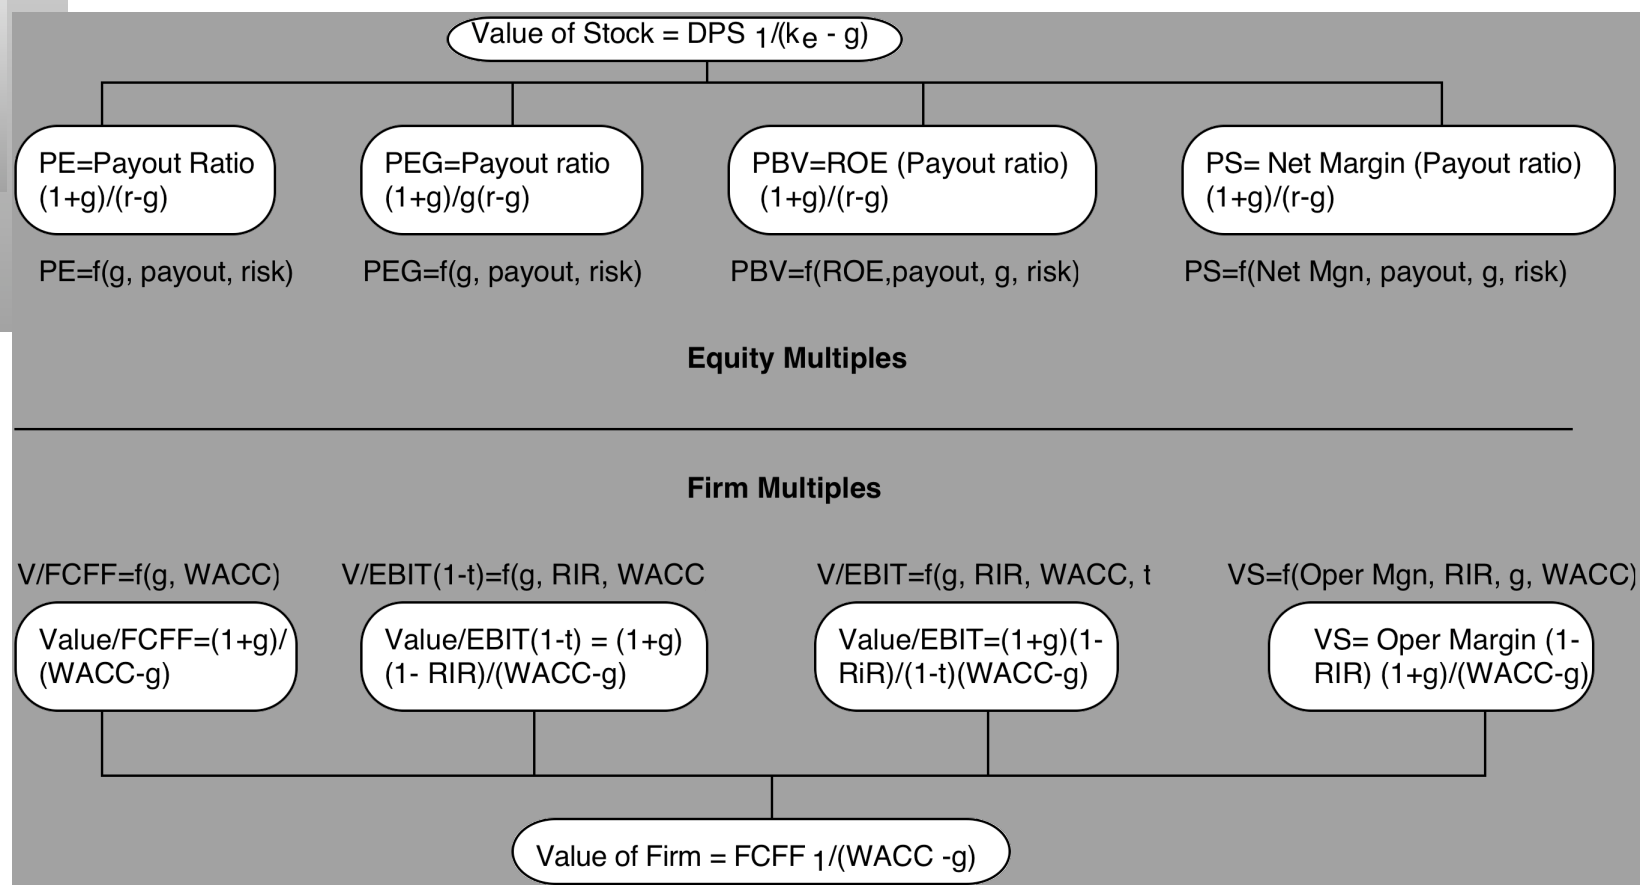 Value of Stock = DPS 1/(ke - g)
PE=Payout Ratio
(1+g)/(r-g)
PEG=Payout ratio
(1+g)/g(r-g)
PBV=ROE (Payout ratio)
(1+g)/(r-g)
PS= Net Margin (Payout ratio)
(1+g)/(r-g)
PE=f(g, payout, risk)
PEG=f(g, payout, risk)
PBV=f(ROE,payout, g, risk)
PS=f(Net Mgn, payout, g, risk)
Equity Multiples
Firm Multiples
V/FCFF=f(g, WACC)
V/EBIT(1-t)=f(g, RIR, WACC
V/EBIT=f(g, RIR, WACC, t
VS=f(Oper Mgn, RIR, g, WACC)
Value/FCFF=(1+g)/
(WACC-g)
Value/EBIT(1-t) = (1+g)
(1- RIR)/(WACC-g)
Value/EBIT=(1+g)(1-
RiR)/(1-t)(WACC-g)
VS= Oper Margin (1-
RIR) (1+g)/(WACC-g)
Value of Firm = FCFF 1/(WACC -g)